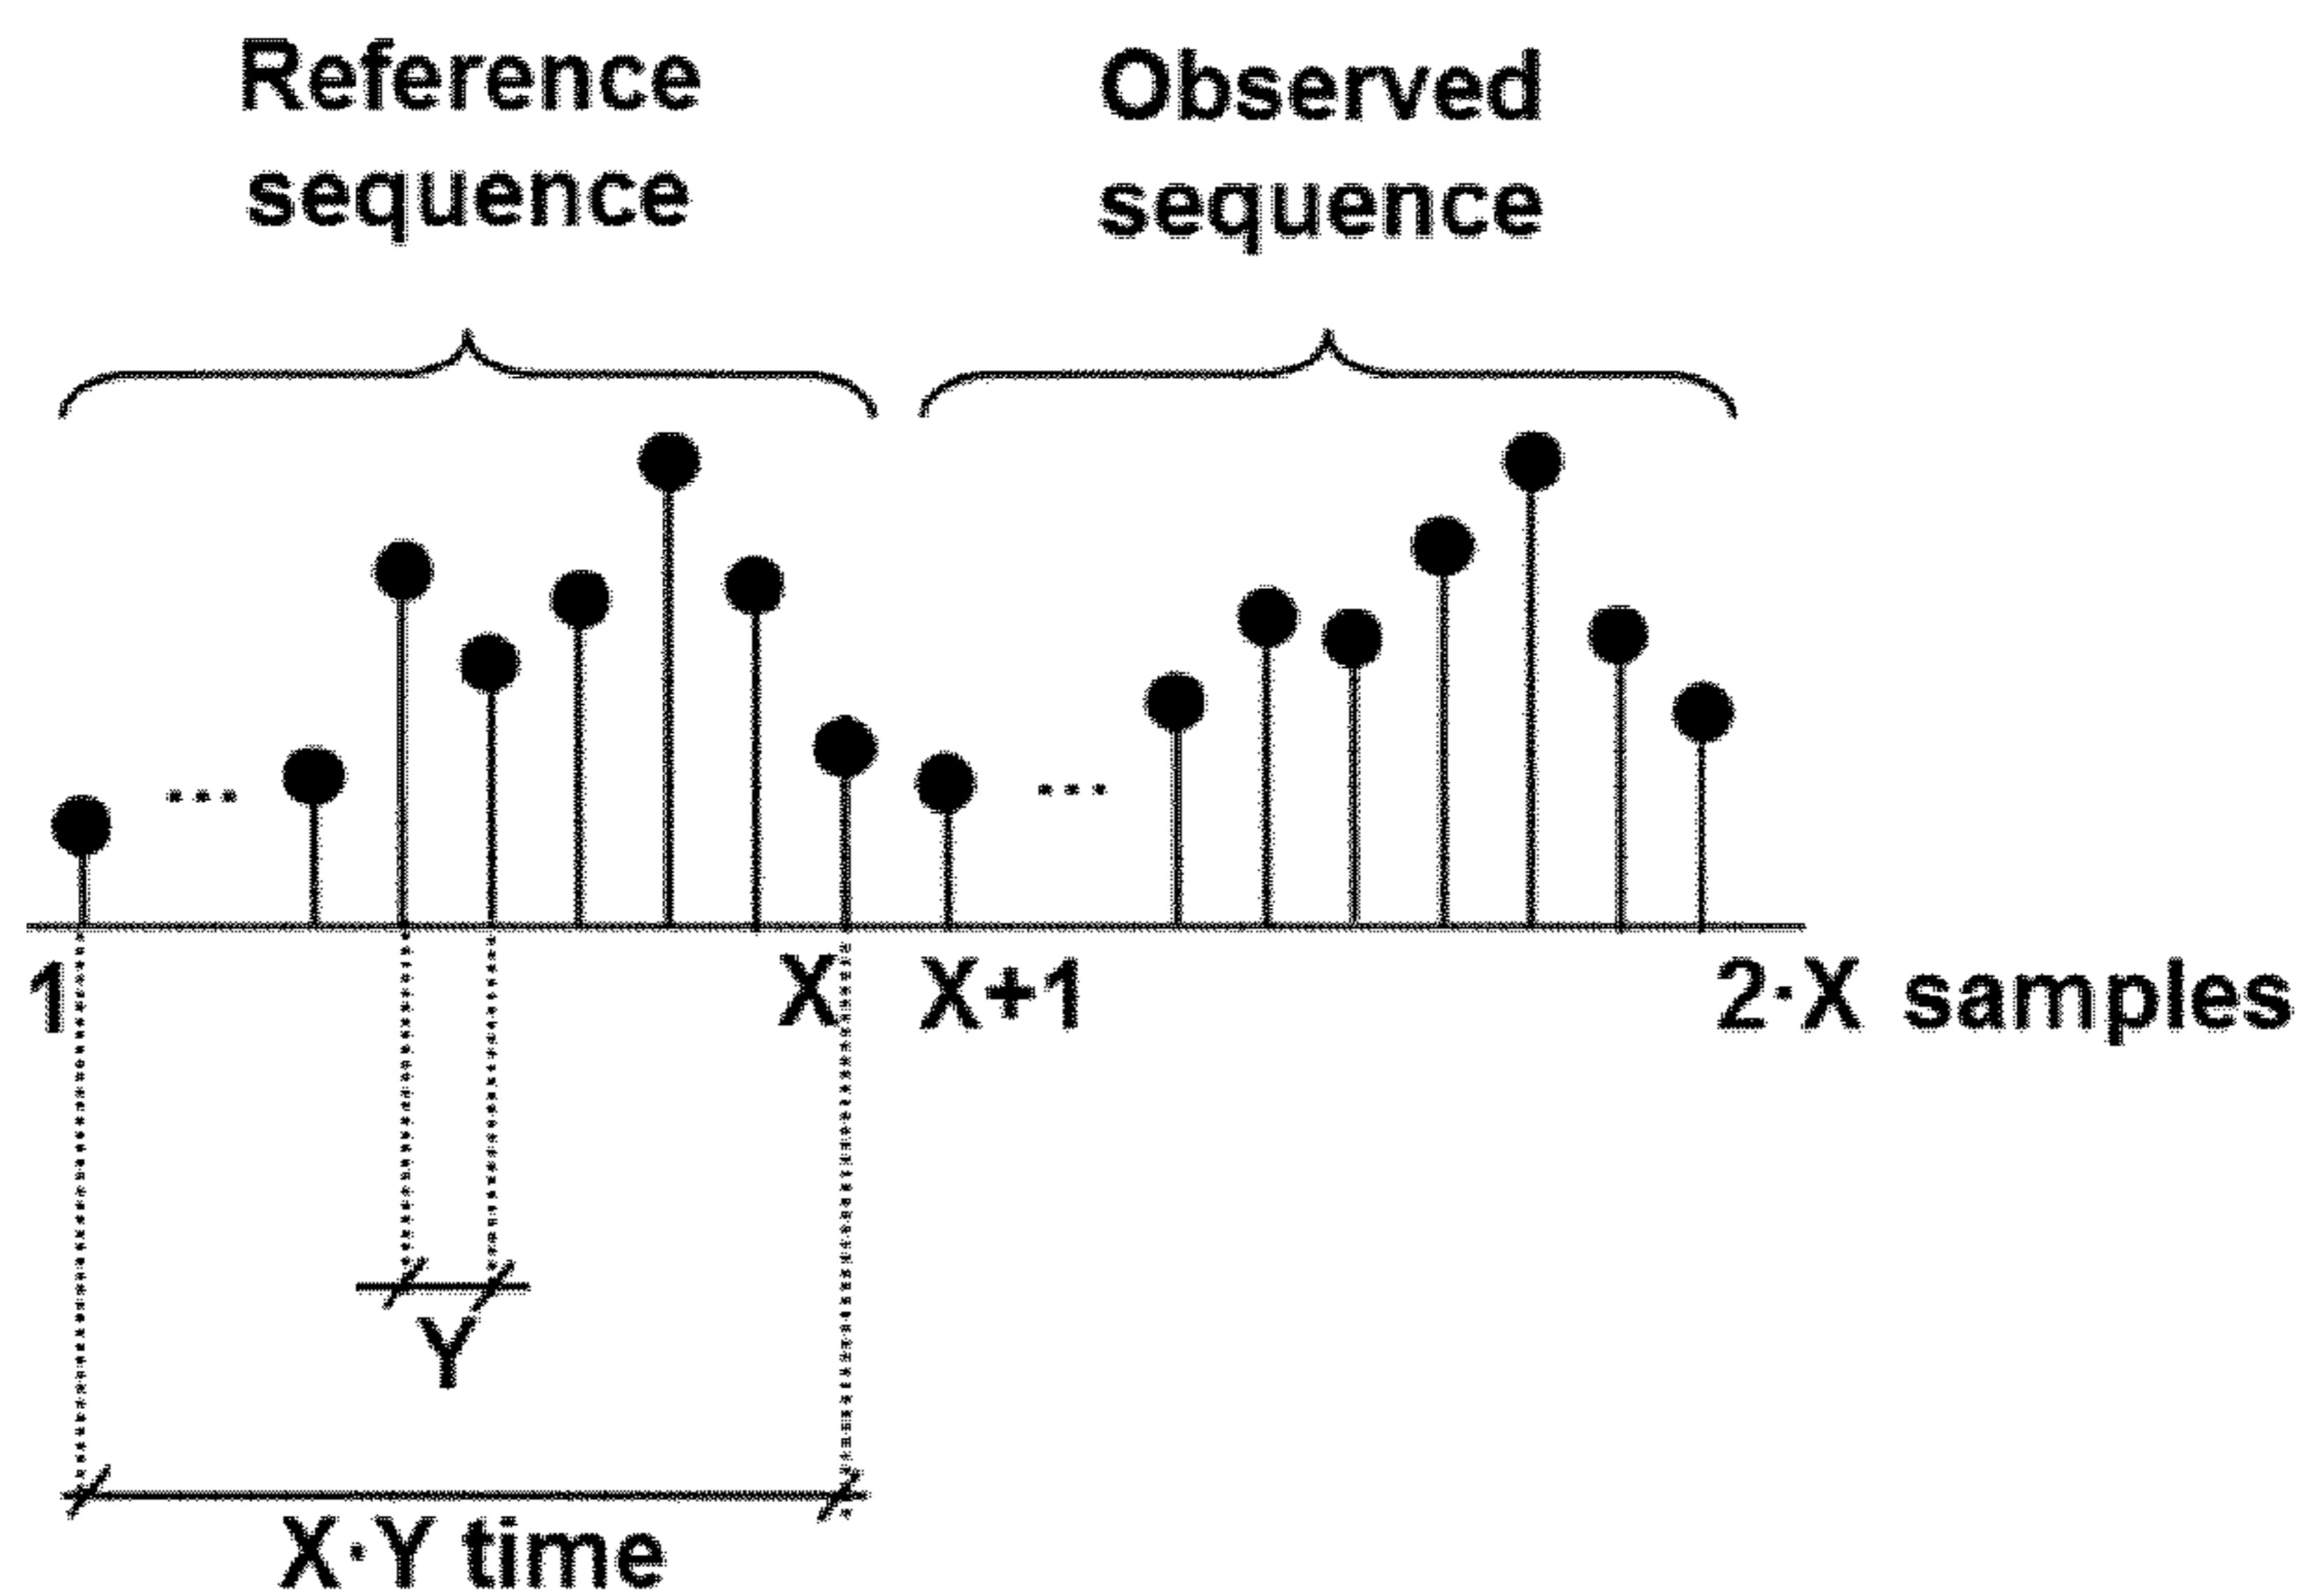 Reference
sequence
Observed
sequence
1
X
X+1
2·X samples
Y
X·Y time